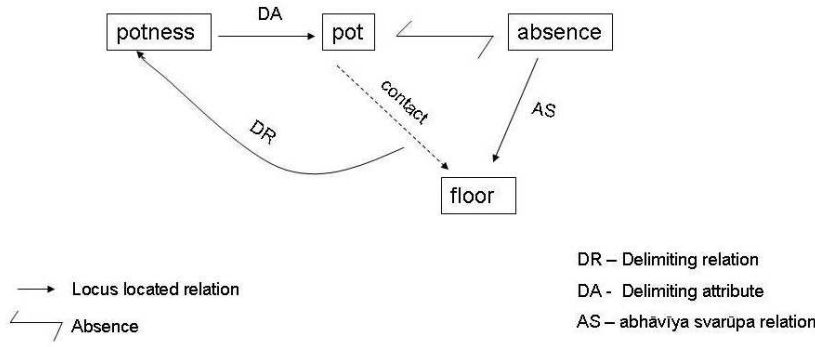 DA
potness
pot
absence
contact
AS
DR
floor
DR – Delimiting relation
Locus located relation
DA - Delimiting attribute
Absence
AS – abhāvīya svarūpa relation